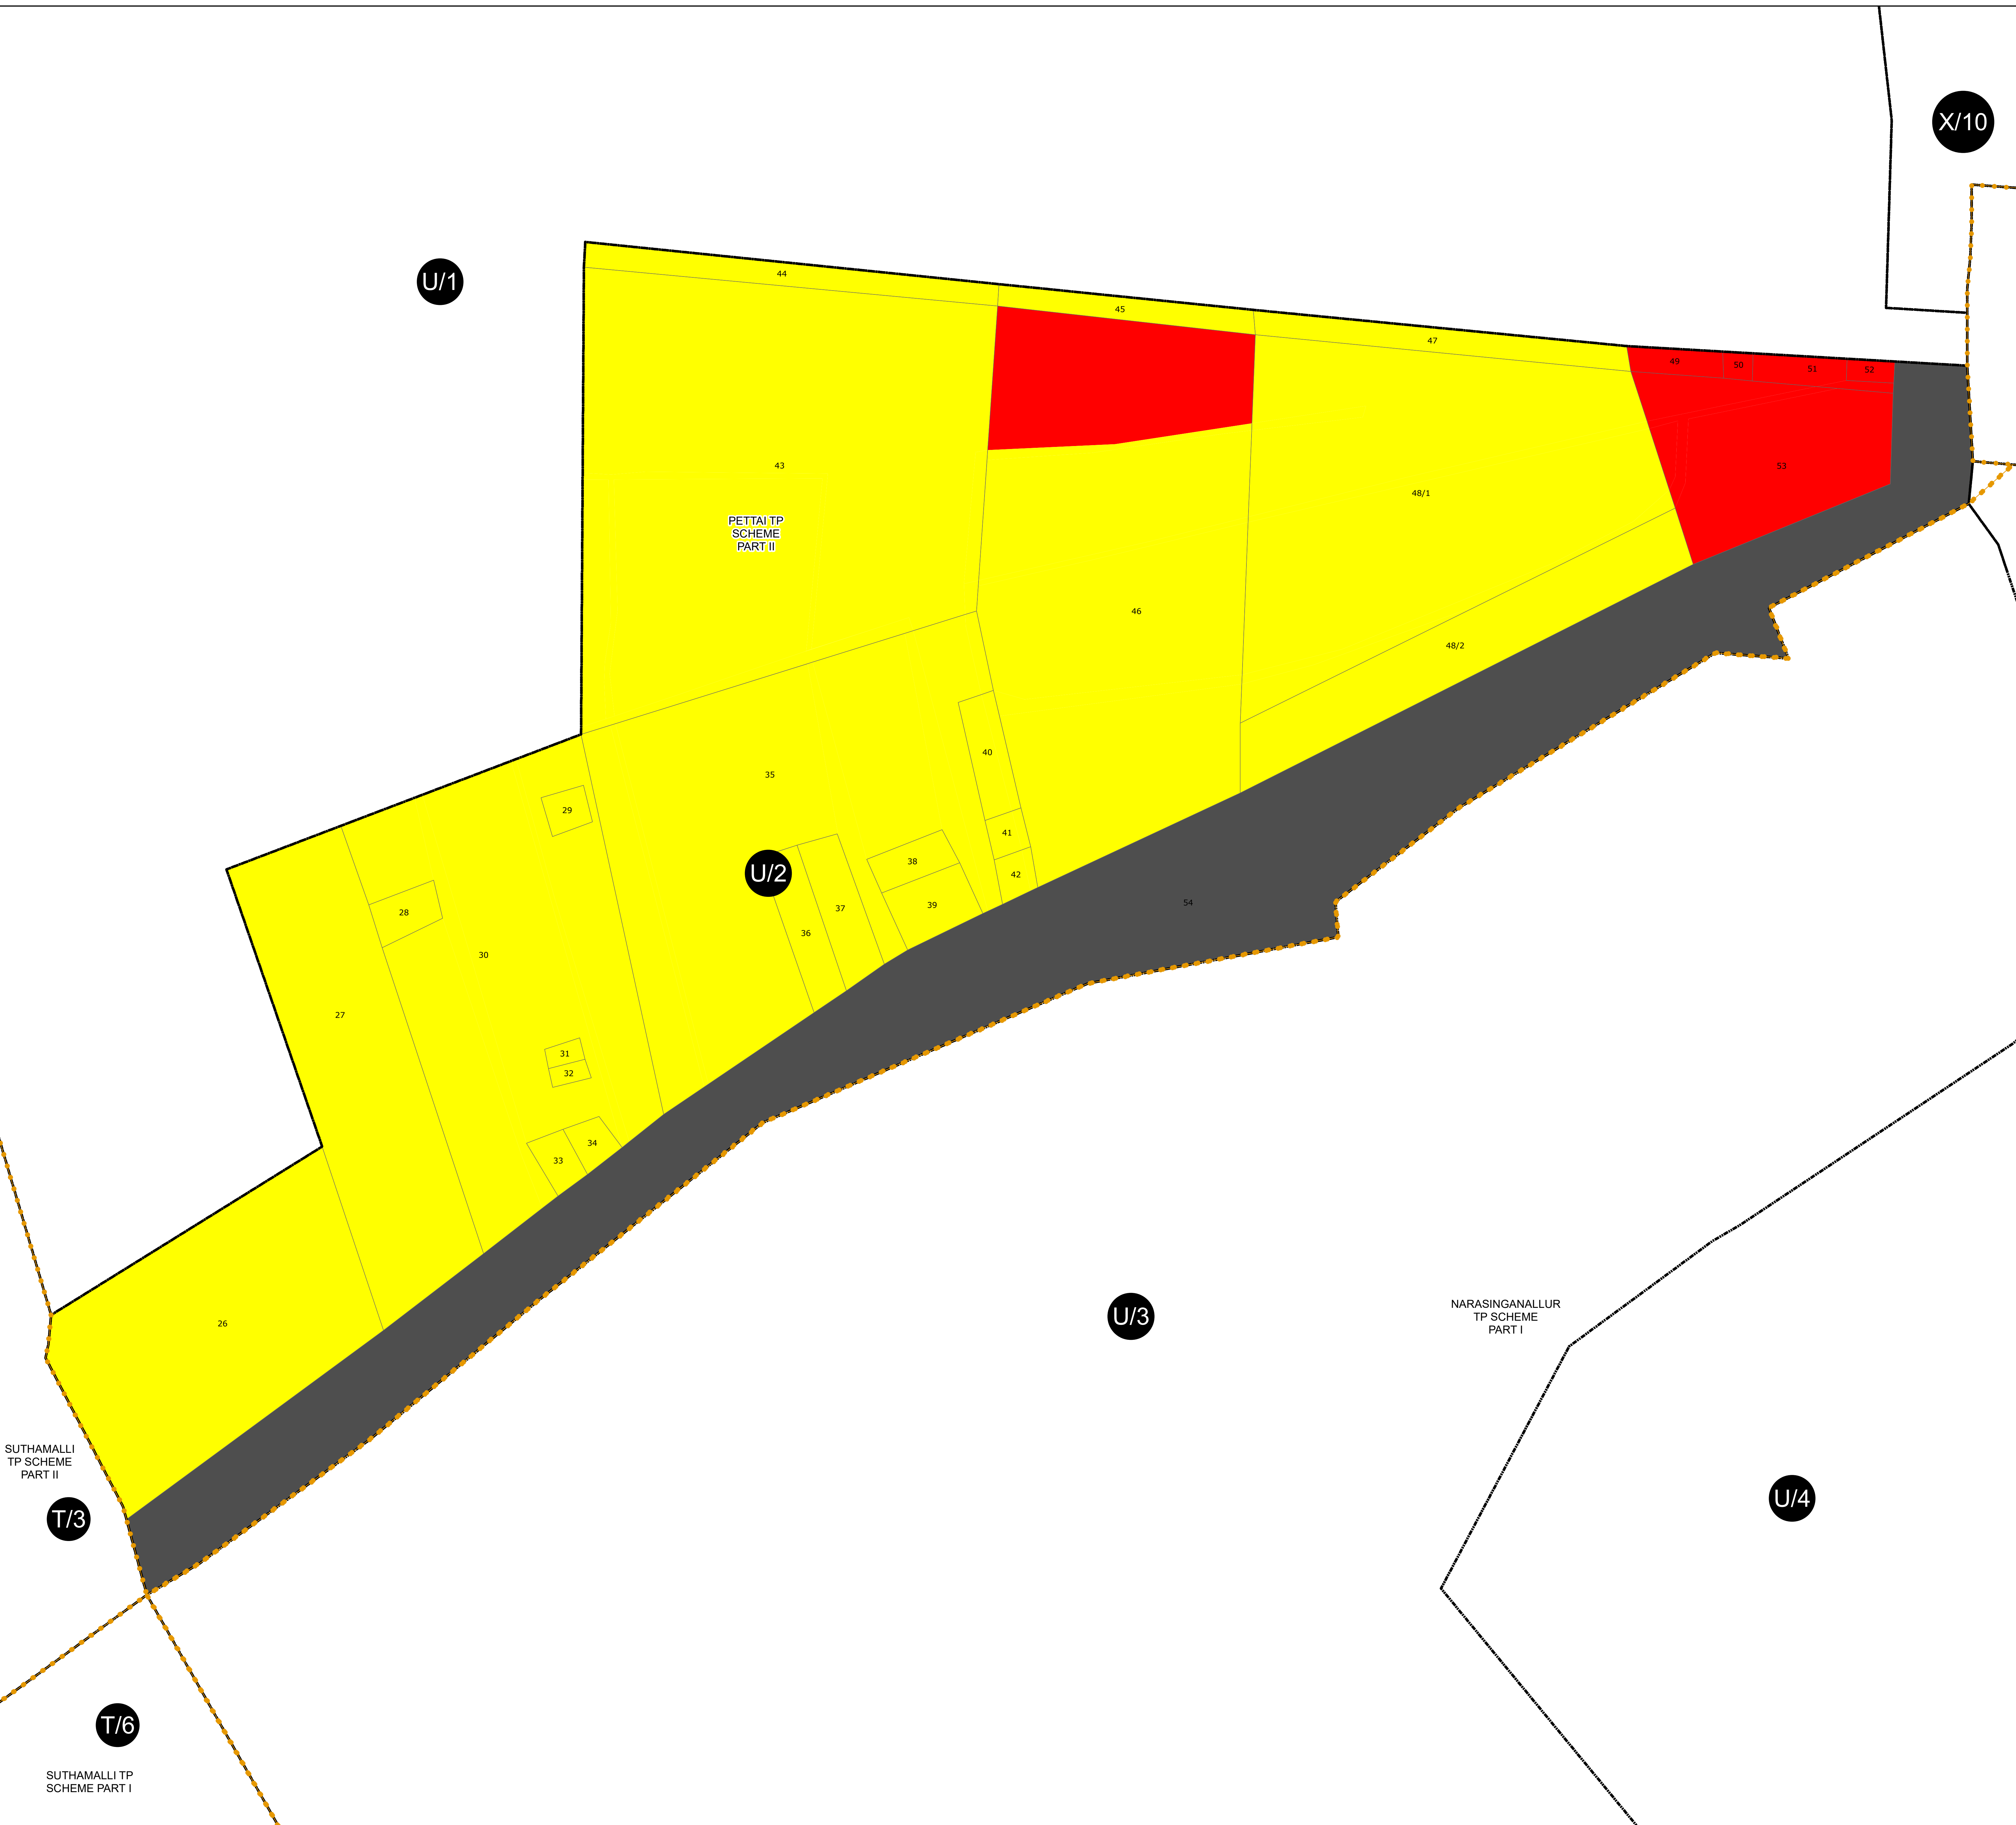 X/10
U/1
44
45
47
49
50
51
52
43
53
48/1
PETTAI TP
SCHEME
PART II
46
48/2
40
35
29
41
38
U/2
42
28
39
54
37
36
30
27
31
32
34
33
U/3
NARASINGANALLUR
TP SCHEME
PART I
26
SUTHAMALLI
TP SCHEME
PART II
U/4
T/3
T/6
SUTHAMALLI TP
SCHEME PART I